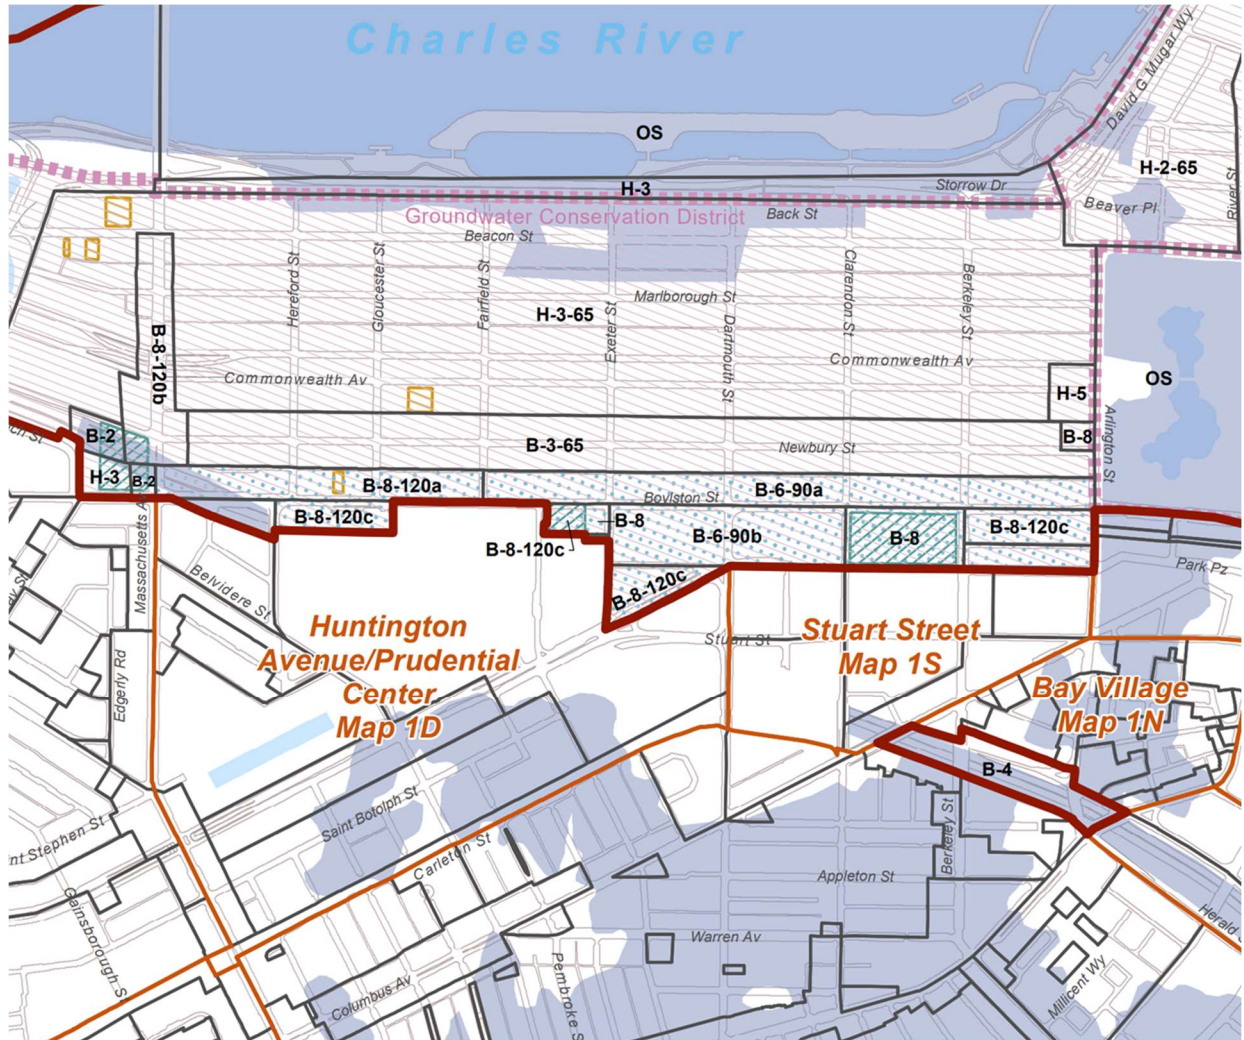 Charles River
David G Mugar Wy
OS
H-2-65
H-3
Storrow Dr
River St
Groundwater Conservation District
Back St
Beaver Pl
Beacon St
Hereford St
Gloucester St
Fairfield St
Clarendon St
Berkeley St
Marlborough St
H-3-65
Exeter St
Dartmouth St
B-8-120b
Commonwealth Av
Commonwealth Av
OS
H-5
Arlington St
B-2
B-8
B-3-65
Newbury St
H-3
B-2
B-8-120a
B-6-90a
Boylston St
B-8-120c
B-8
B-6-90b
B-8
B-8-120c
B-8-120c
Massachusetts A
Park Pz
Belvidere St
B-8-120c
Huntington
Avenue/Prudential
Center
Map 1D
Stuart St
Stuart Street
Map 1S
Bay Village
Map 1N
Edgerly Rd
B-4
Saint Botolph St
Berkeley St
nt Stephen St
Carleton St
Appleton St
Gainsborough St
Warren Av
Herald
Columbus Av
Pembroke S
Millicent Wy